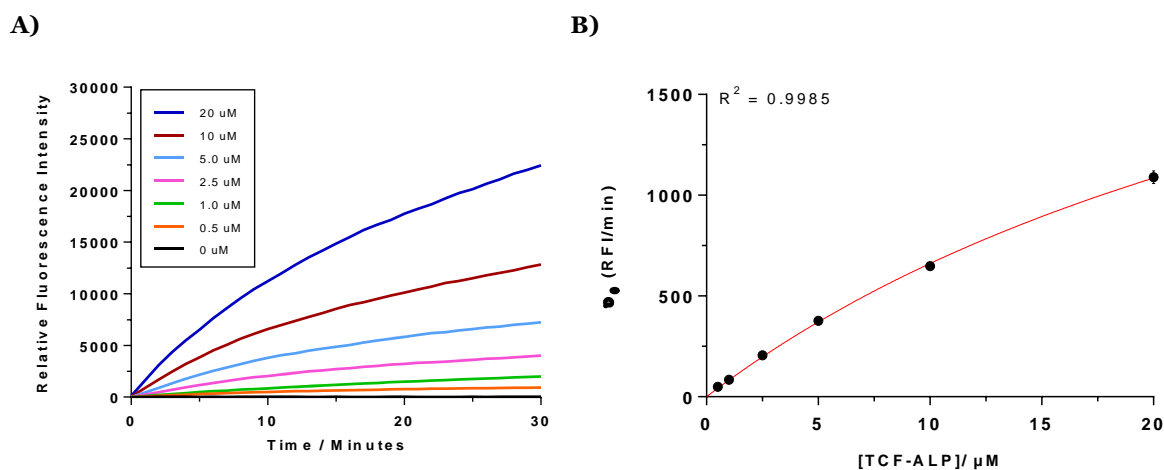 A)
B)
30000
25000
20000
15000
10000
5000
0
Relative Fluorescence Intensity
20 uM
10 uM
5.0 uM
2.5 uM
1.0 uM
0.5 uM
0 uM
0
10
20
30
Time / Minutes
R² = 0.9985
1500
1000
500
0
(RFI/min)
0
5
10
15
20
[TCF-ALP]/ µM